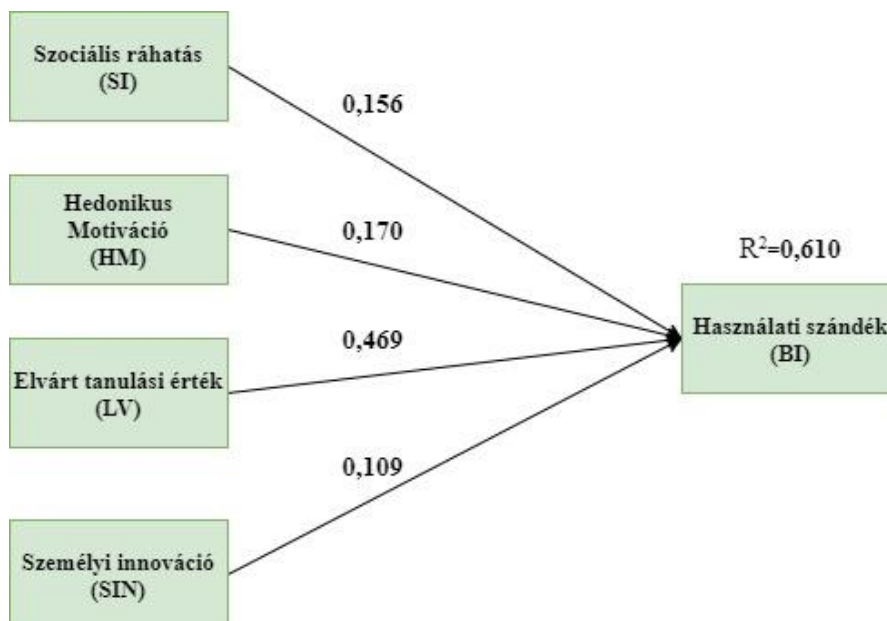 Szociális ráhatás
(SI)
0,156
Hedonikus
Motiváció
(HM)
0,170
R²=0,610
Használati szándék
(BI)
Elvárt tanulási érték
(LV)
0,469
0,109
Személyi innováció
(SIN)